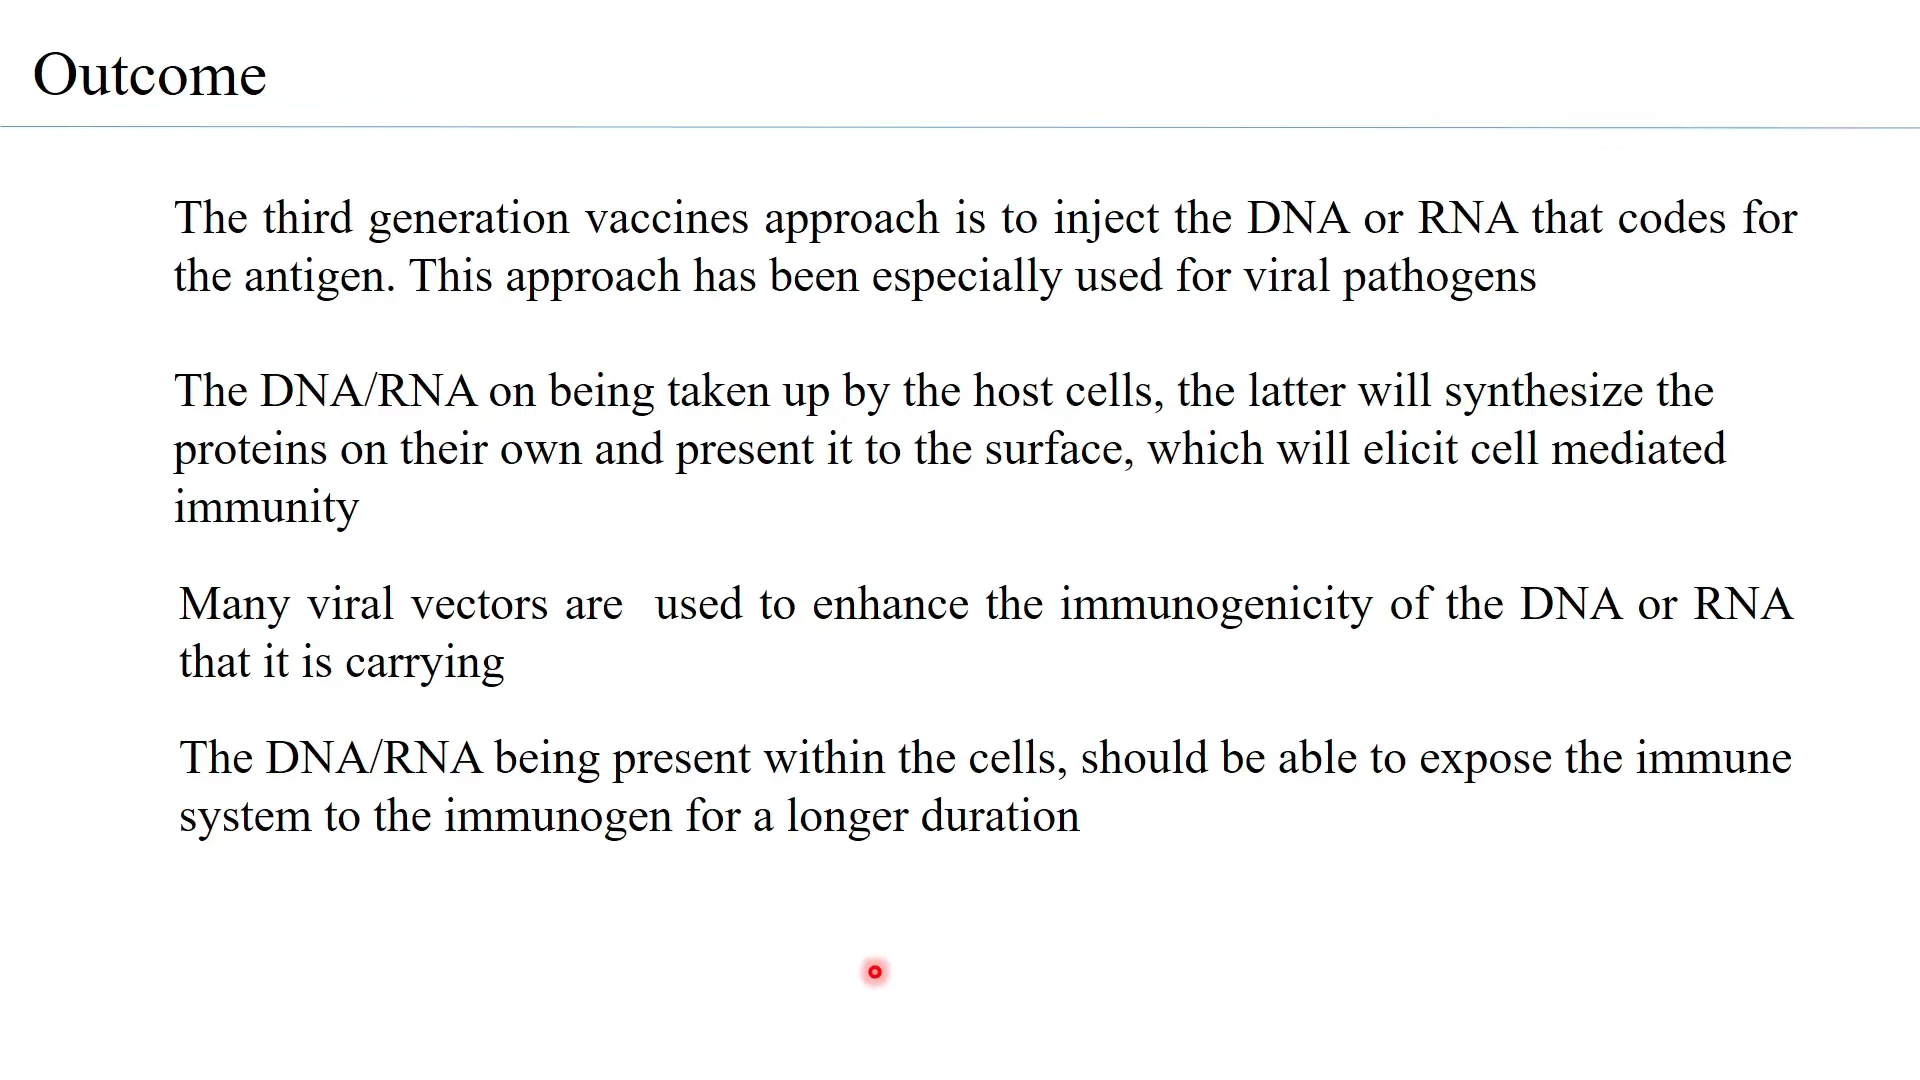 Outcome
The third generation vaccines approach is to inject the DNA or RNA that codes for
the antigen. This approach has been especially used for viral pathogens
The DNA/RNA on being taken up by the host cells, the latter will synthesize the
proteins on their own and present it to the surface, which will elicit cell mediated
immunity
Many viral vectors are  used to enhance the immunogenicity of the DNA or RNA
that it is carrying
The DNA/RNA being present within the cells, should be able to expose the immune
system to the immunogen for a longer duration